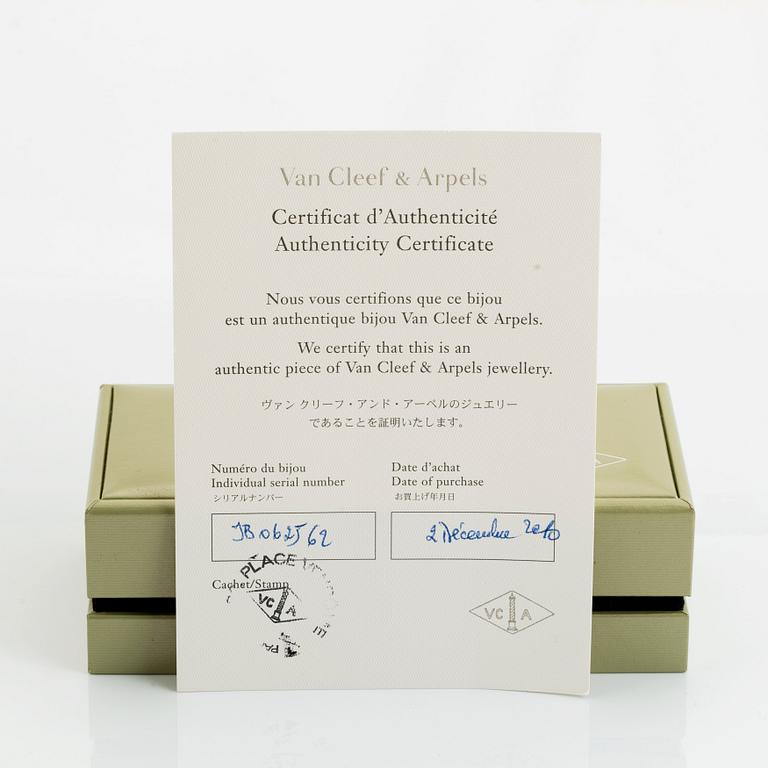 Van Cleef & Arpels
Certificat d'Authenticité
Authenticity Certificate
Nous vous certifions que ce bijou
est un authentique bijou Van Cleef & Arpels.
We certify that this is an
authentic piece of Van Cleef & Arpels jewellery.
ヴァン クリーフ・アンド・アーペルのジュエリー
であることを証明いたします。
Numéro du bijou
Individual serial number
シリアルナンバー
JB062562
Date d'achat
Date of purchase
お買上げ年月日
2 Décembre 2010
Cachet/Stamp
PLACE
VC A
PA
VC A